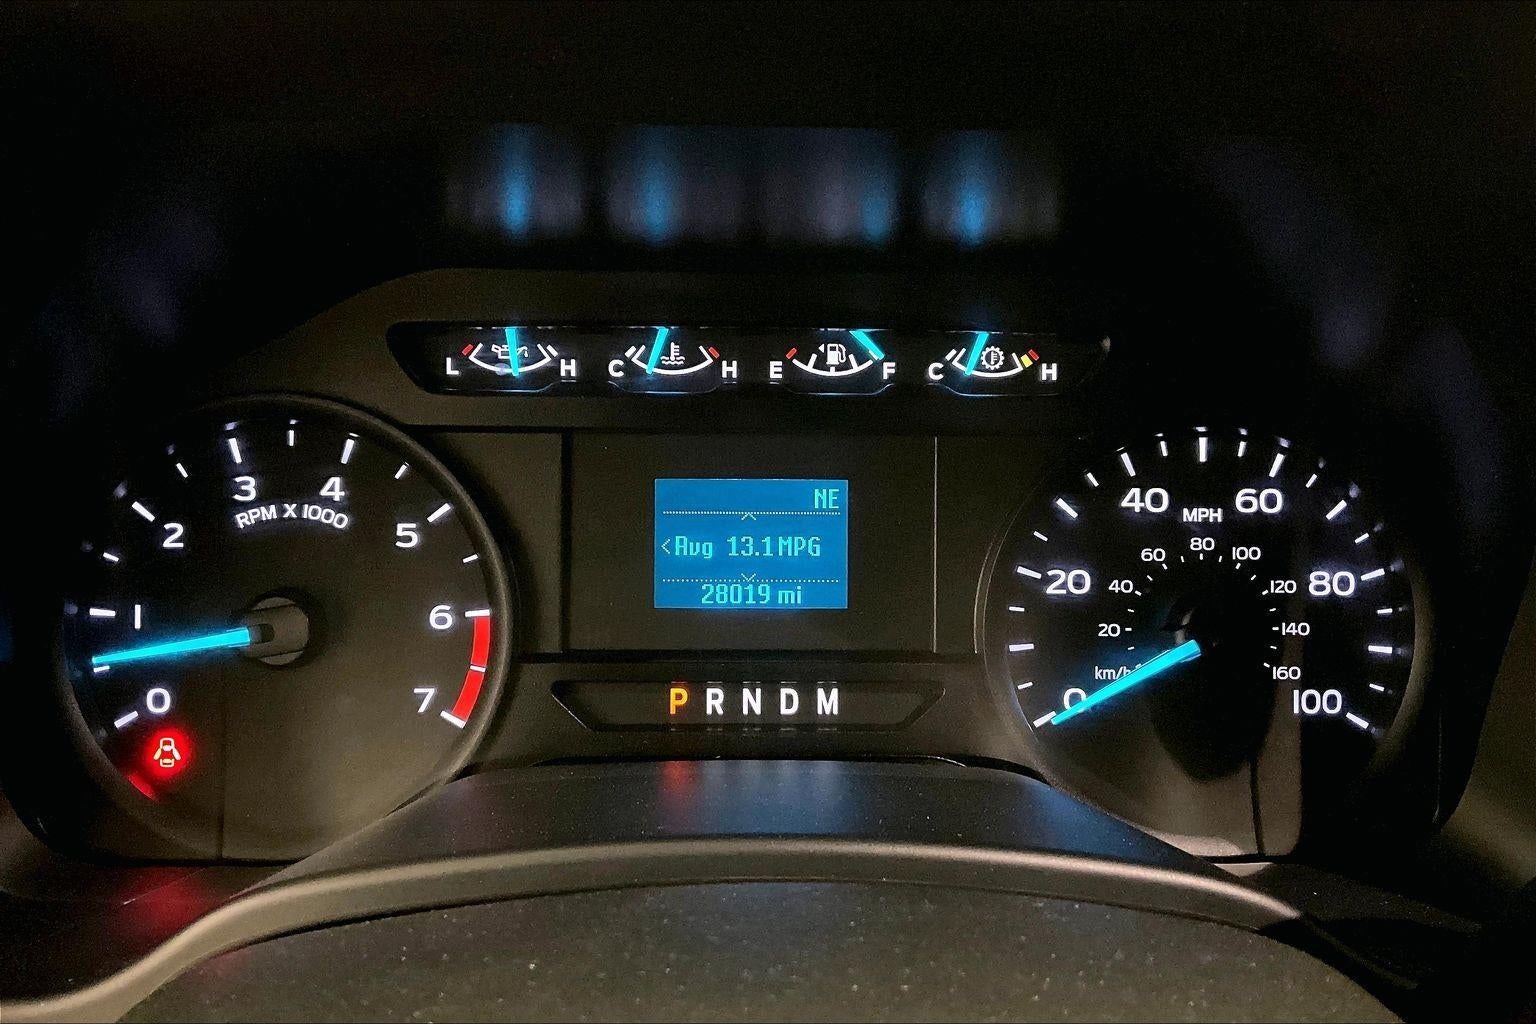 L H C H E F C H
NE
<Avg 13.1 MPG
28019 mi
P R N D M
0 1 2 3 4 5 6 7
RPM X 1000
0 20 40 60 80 100
MPH
km/h 20 40 60 80 100 120 140 160